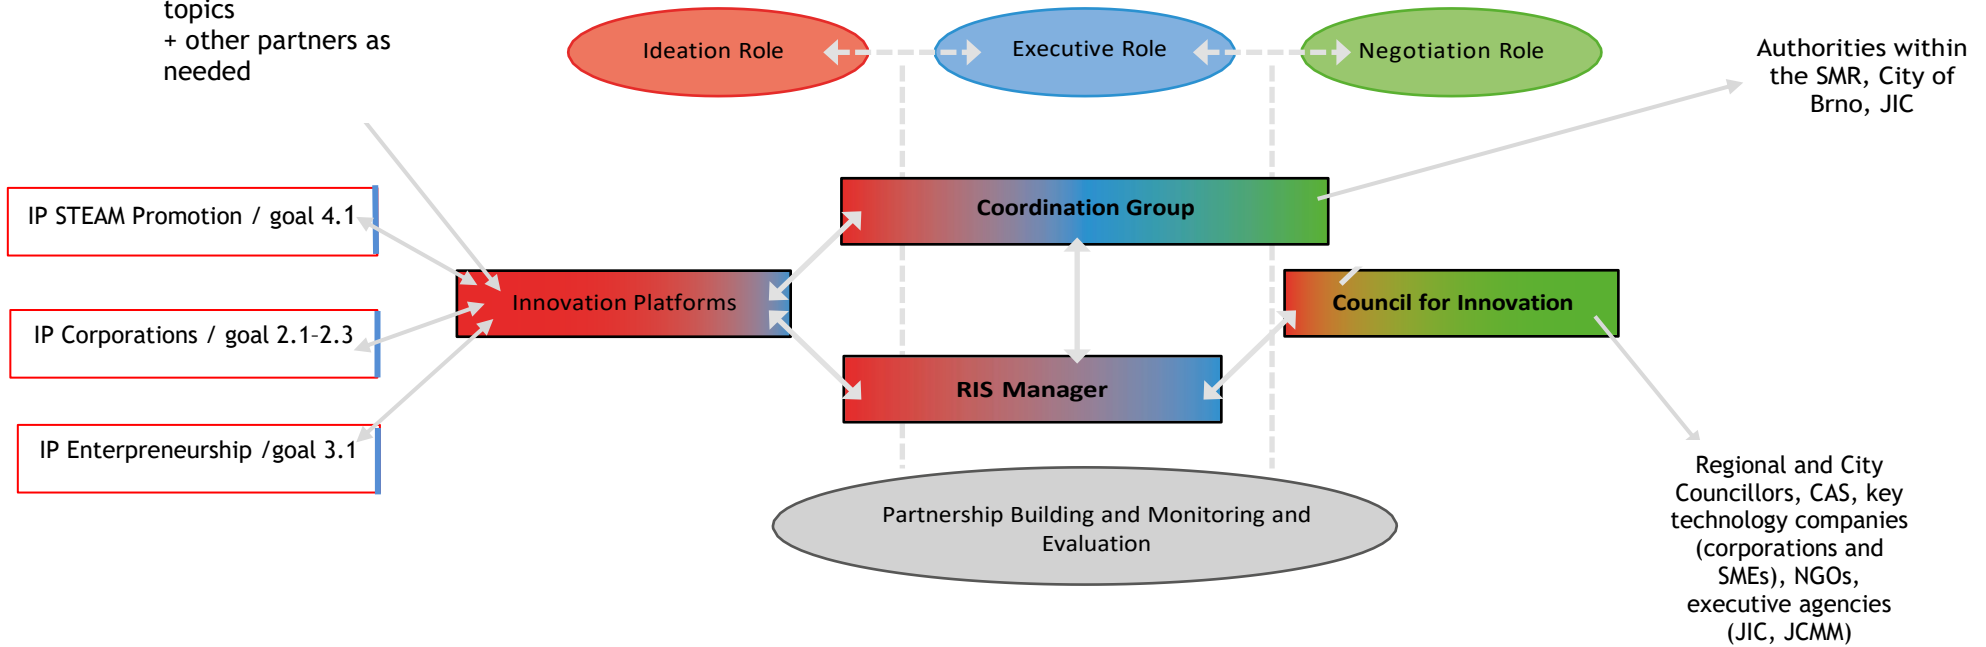 topics
+ other partners as
needed
Ideation Role
Executive Role
Negotiation Role
Authorities within
the SMR, City of
Brno, JIC
IP STEAM Promotion / goal 4.1
Coordination Group
Innovation Platforms
Council for Innovation
IP Corporations / goal 2.1–2.3
RIS Manager
IP Enterpreneurship /goal 3.1
Partnership Building and Monitoring and
Evaluation
Regional and City
Councillors, CAS, key
technology companies
(corporations and
SMEs), NGOs,
executive agencies
(JIC, JCMM)